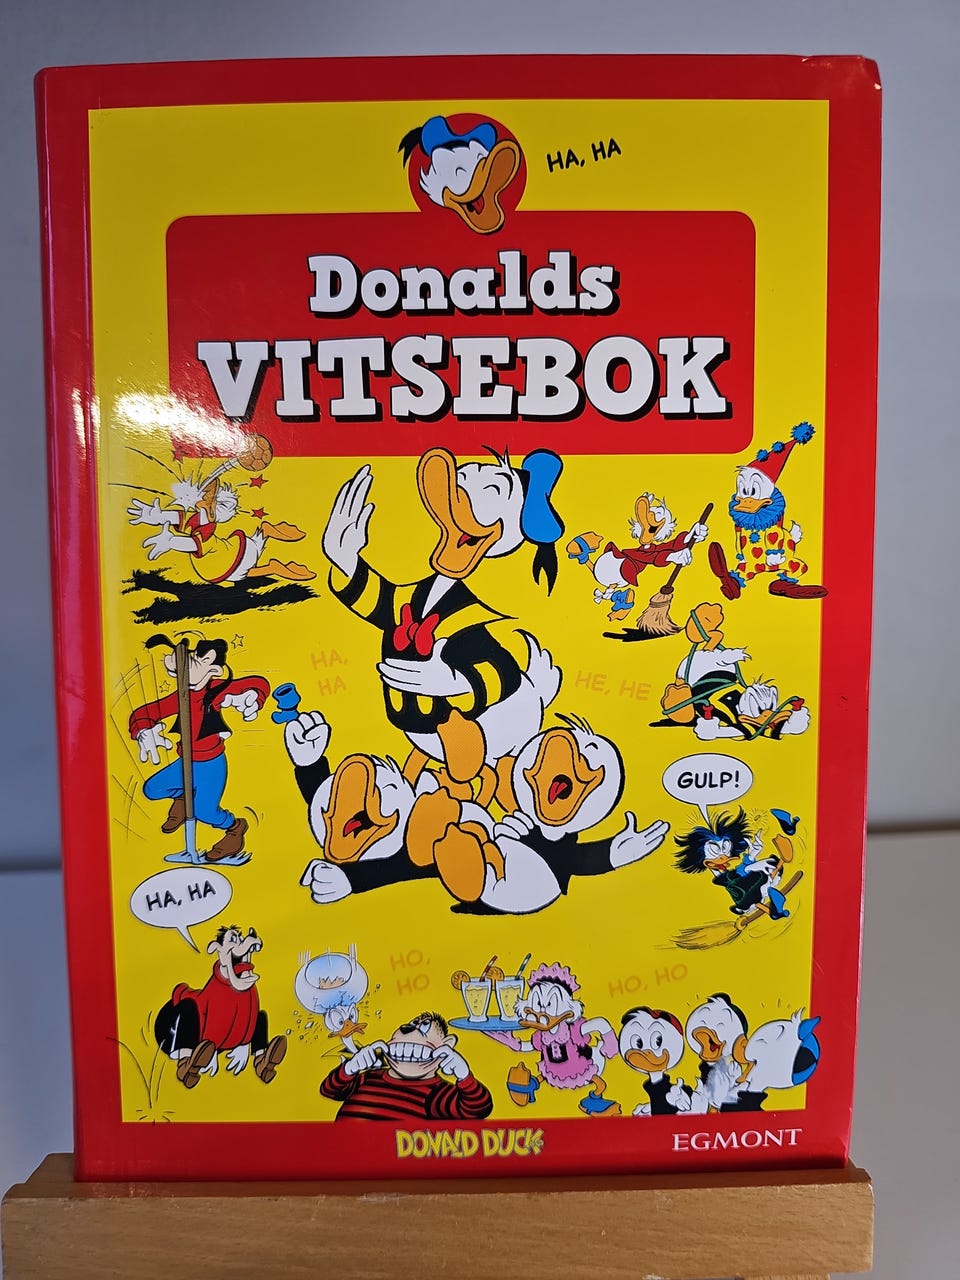 HA, HA
Donalds
VITSEBOK
HA,
HA
HE, HE
GULP!
HA, HA
HO,
HO
HO, HO
DONALD DUCK
EGMONT